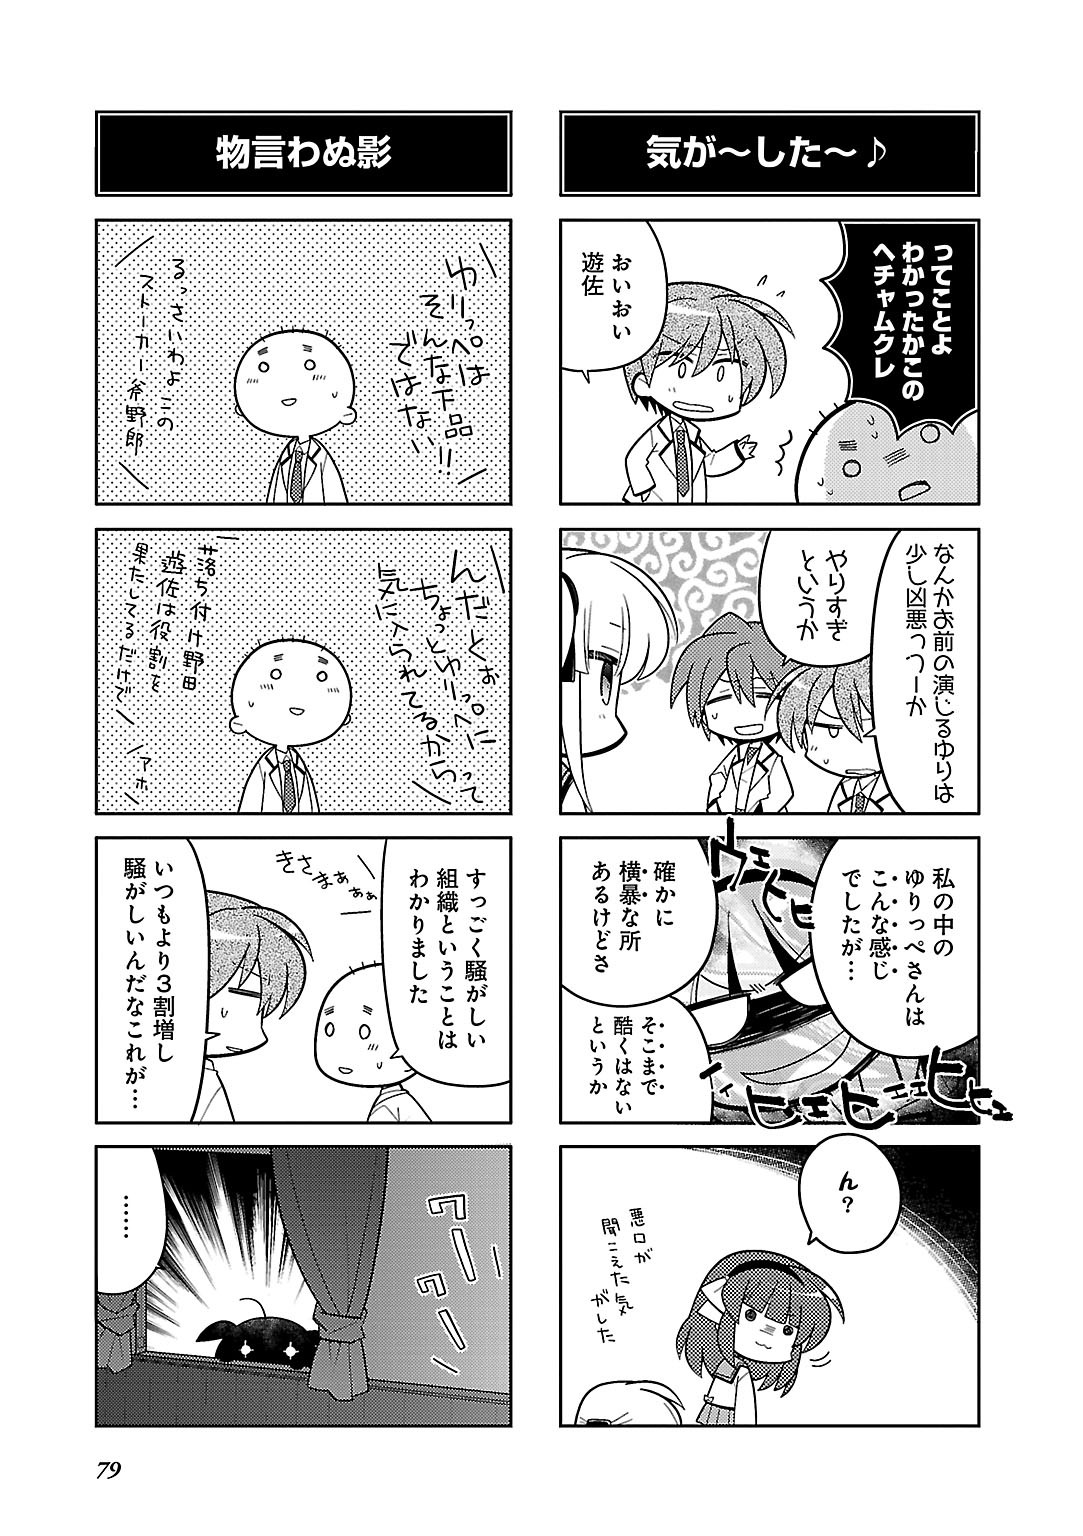 気が～した～♪
ってことよ
わかったかこの
ヘチャムクレ
おいおい
遊佐
なんかお前の演じるゆりは
少し凶悪っつーか
やりすぎ
というか
私の中の
ゆりっぺさんは
こんな感じ
でしたが…
確かに
横暴な所
あるけどさ
そこまで
酷くはない
というか
ウェヒヒ
イィヒェヒェェヒヒェ
ん？
悪口が
聞こえた気
がした
物言わぬ影
ゆりっぺは
そんな下品
ではない!!
るっさいわよ この
ストーカー斧野郎
んだとぉ
ちょっとゆりっぺに
気に入られてるからって
落ち付け野田
遊佐は役割を
果たしてるだけで
アホ
すっごく騒がしい
組織ということは
わかりました
きさまぁぁぁ
いつもより３割増し
騒がしいんだなこれが…
ワクワク
……
79